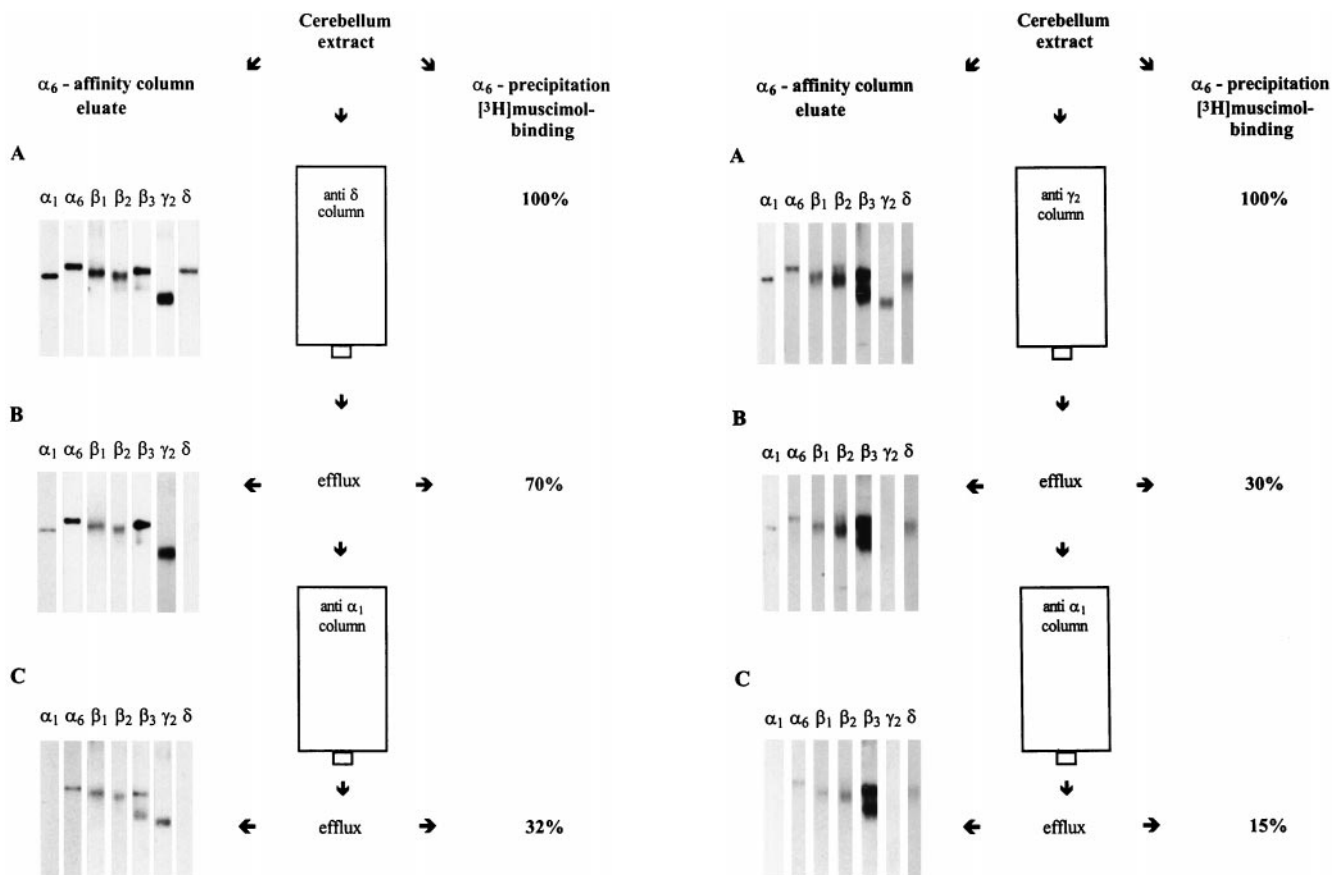 Cerebellum
extract
α6 - affinity column
eluate
α6 - precipitation
[³H]muscimol-
binding
A
α1 α6 β1 β2 β3 γ2 δ
anti δ
column
100%
B
α1 α6 β1 β2 β3 γ2 δ
efflux
70%
anti α1
column
C
α1 α6 β1 β2 β3 γ2 δ
efflux
32%
Cerebellum
extract
α6 - affinity column
eluate
α6 - precipitation
[³H]muscimol-
binding
A
α1 α6 β1 β2 β3 γ2 δ
anti γ2
column
100%
B
α1 α6 β1 β2 β3 γ2 δ
efflux
30%
anti α1
column
C
α1 α6 β1 β2 β3 γ2 δ
efflux
15%